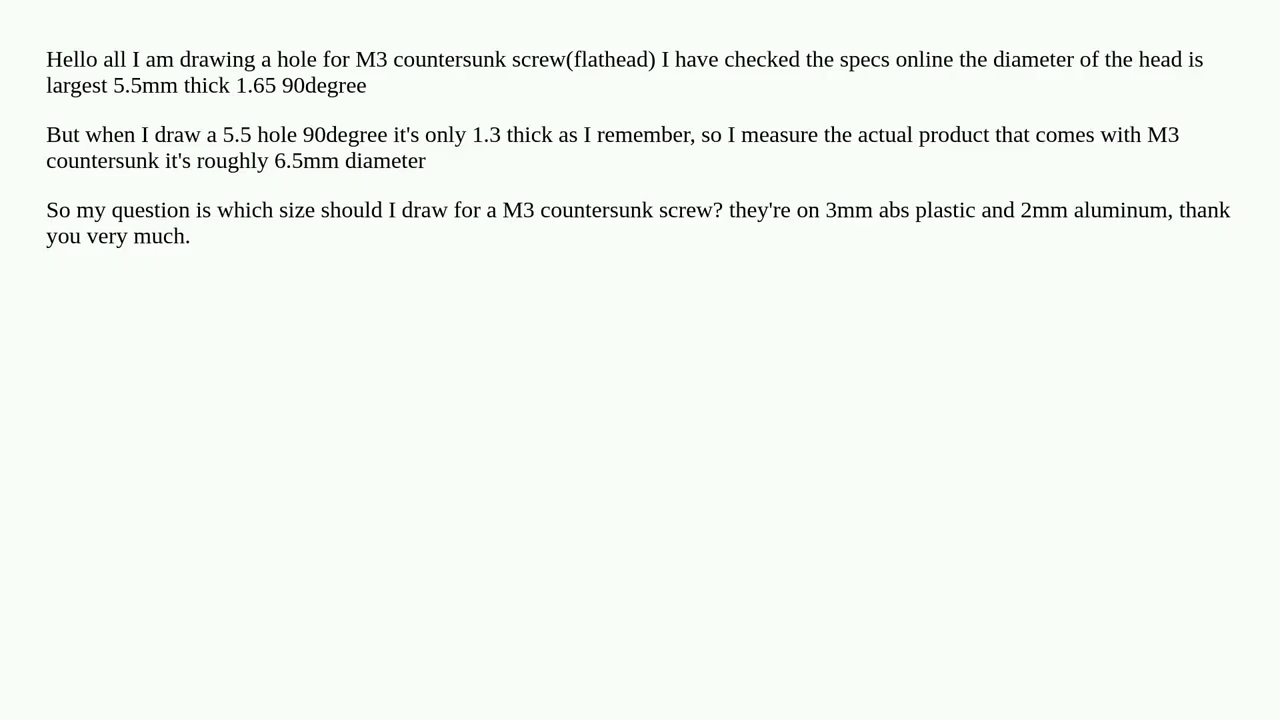 Hello all I am drawing a hole for M3 countersunk screw(flathead) I have checked the specs online the diameter of the head is
largest 5.5mm thick 1.65 90degree
But when I draw a 5.5 hole 90degree it's only 1.3 thick as I remember, so I measure the actual product that comes with M3
countersunk it's roughly 6.5mm diameter
So my question is which size should I draw for a M3 countersunk screw? they're on 3mm abs plastic and 2mm aluminum, thank
you very much.